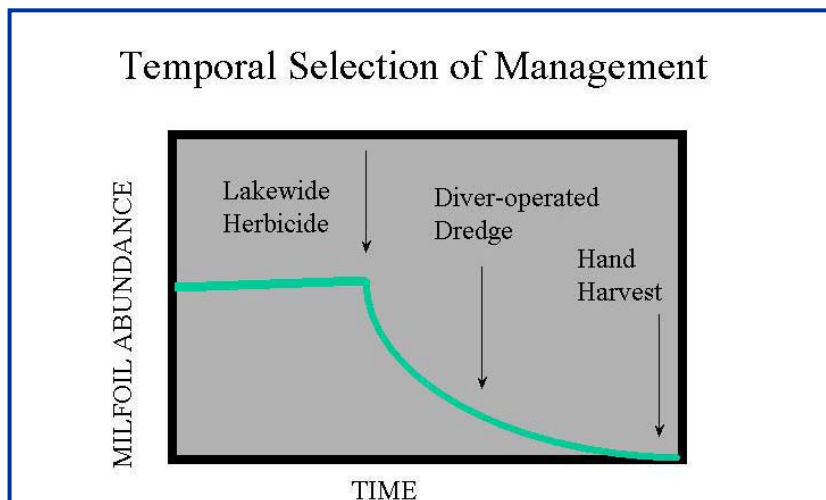 Temporal Selection of Management
Lakewide
Herbicide
Diver-operated
Dredge
Hand
Harvest
MILFOIL ABUNDANCE
TIME